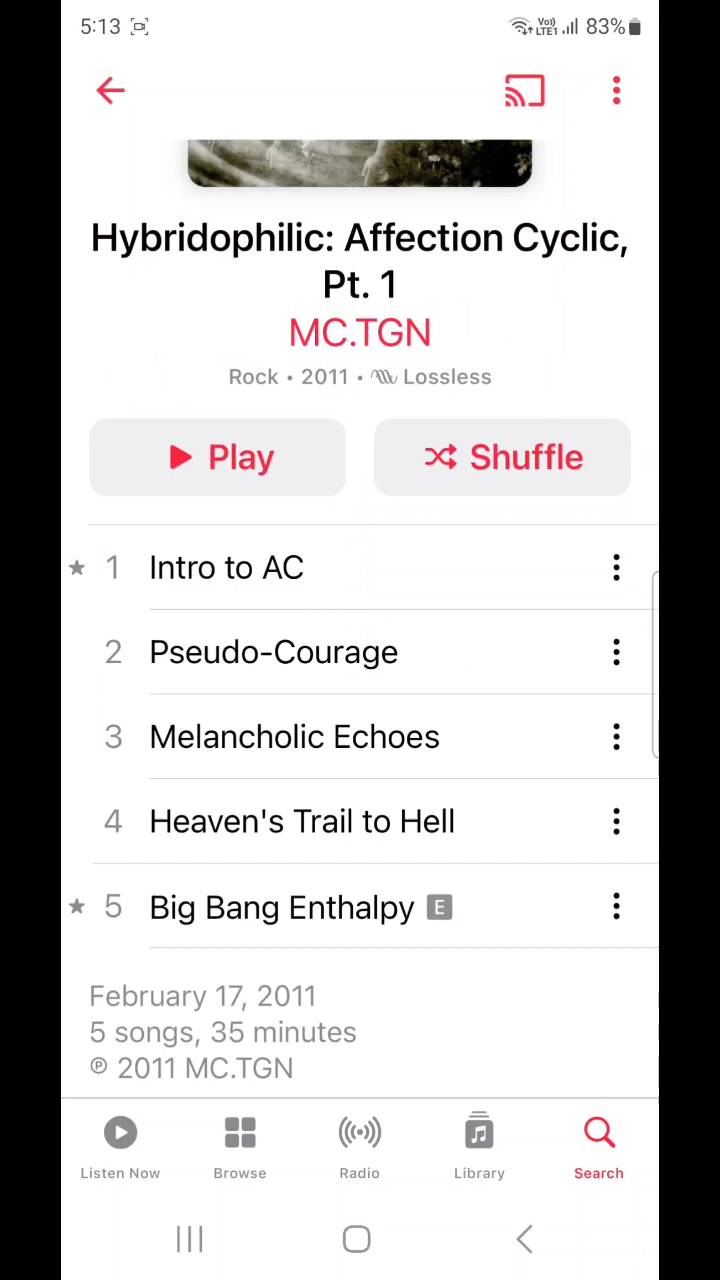 5:13 Vo)) LTE1 83%
Hybridophilic: Affection Cyclic,
Pt. 1
MC.TGN
Rock • 2011 • Lossless
Play Shuffle
★ 1 Intro to AC
2 Pseudo-Courage
3 Melancholic Echoes
4 Heaven's Trail to Hell
★ 5 Big Bang Enthalpy E
February 17, 2011
5 songs, 35 minutes
℗ 2011 MC.TGN
Listen Now Browse Radio Library Search